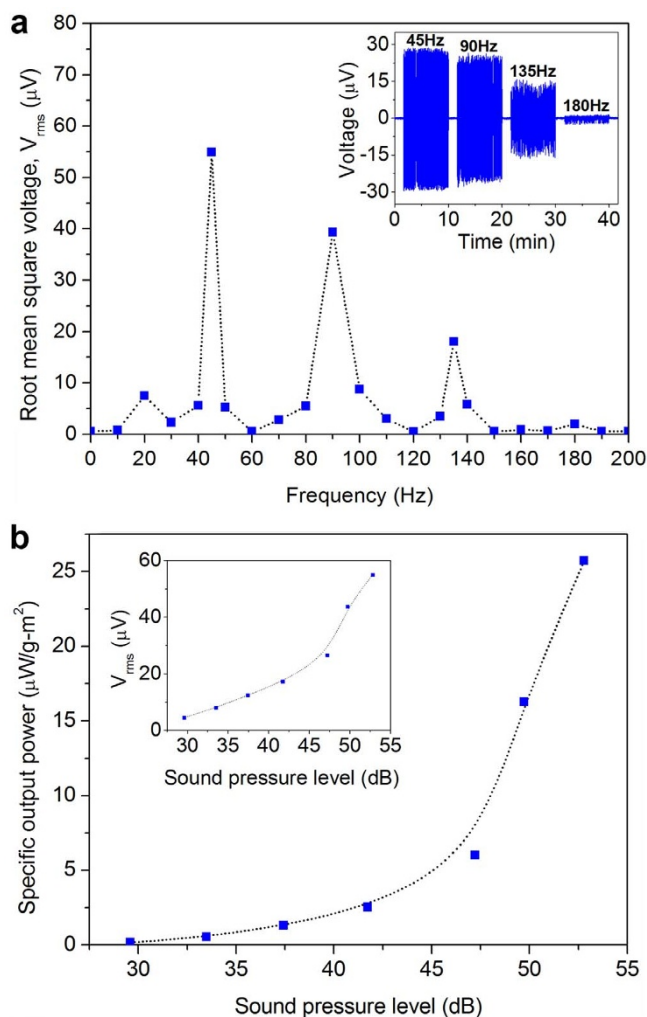 a
80
70
60
50
40
30
20
10
0
Root mean square voltage, V_rms (μV)
0 20 40 60 80 100 120 140 160 180 200
Frequency (Hz)
30
15
0
-15
-30
Voltage (μV)
45Hz
90Hz
135Hz
180Hz
0 10 20 30 40
Time (min)
b
25
20
15
10
5
0
Specific output power (μW/g-m²)
30 35 40 45 50 55
Sound pressure level (dB)
60
40
20
0
V_rms (μV)
30 35 40 45 50 55
Sound pressure level (dB)